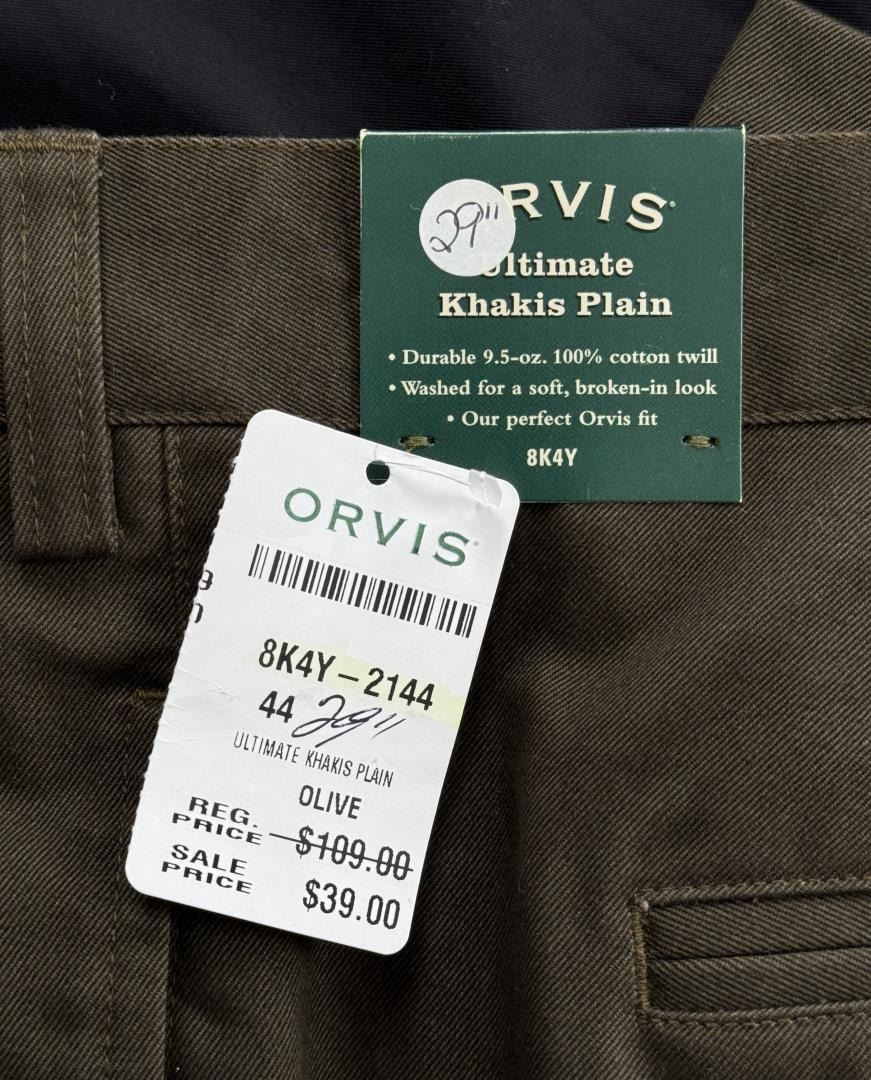 29"
ORVIS
Ultimate
Khakis Plain
• Durable 9.5-oz. 100% cotton twill
• Washed for a soft, broken-in look
• Our perfect Orvis fit
8K4Y
ORVIS
8K4Y-2144
44 29"
ULTIMATE KHAKIS PLAIN
OLIVE
REG. PRICE $109.00
SALE PRICE $39.00